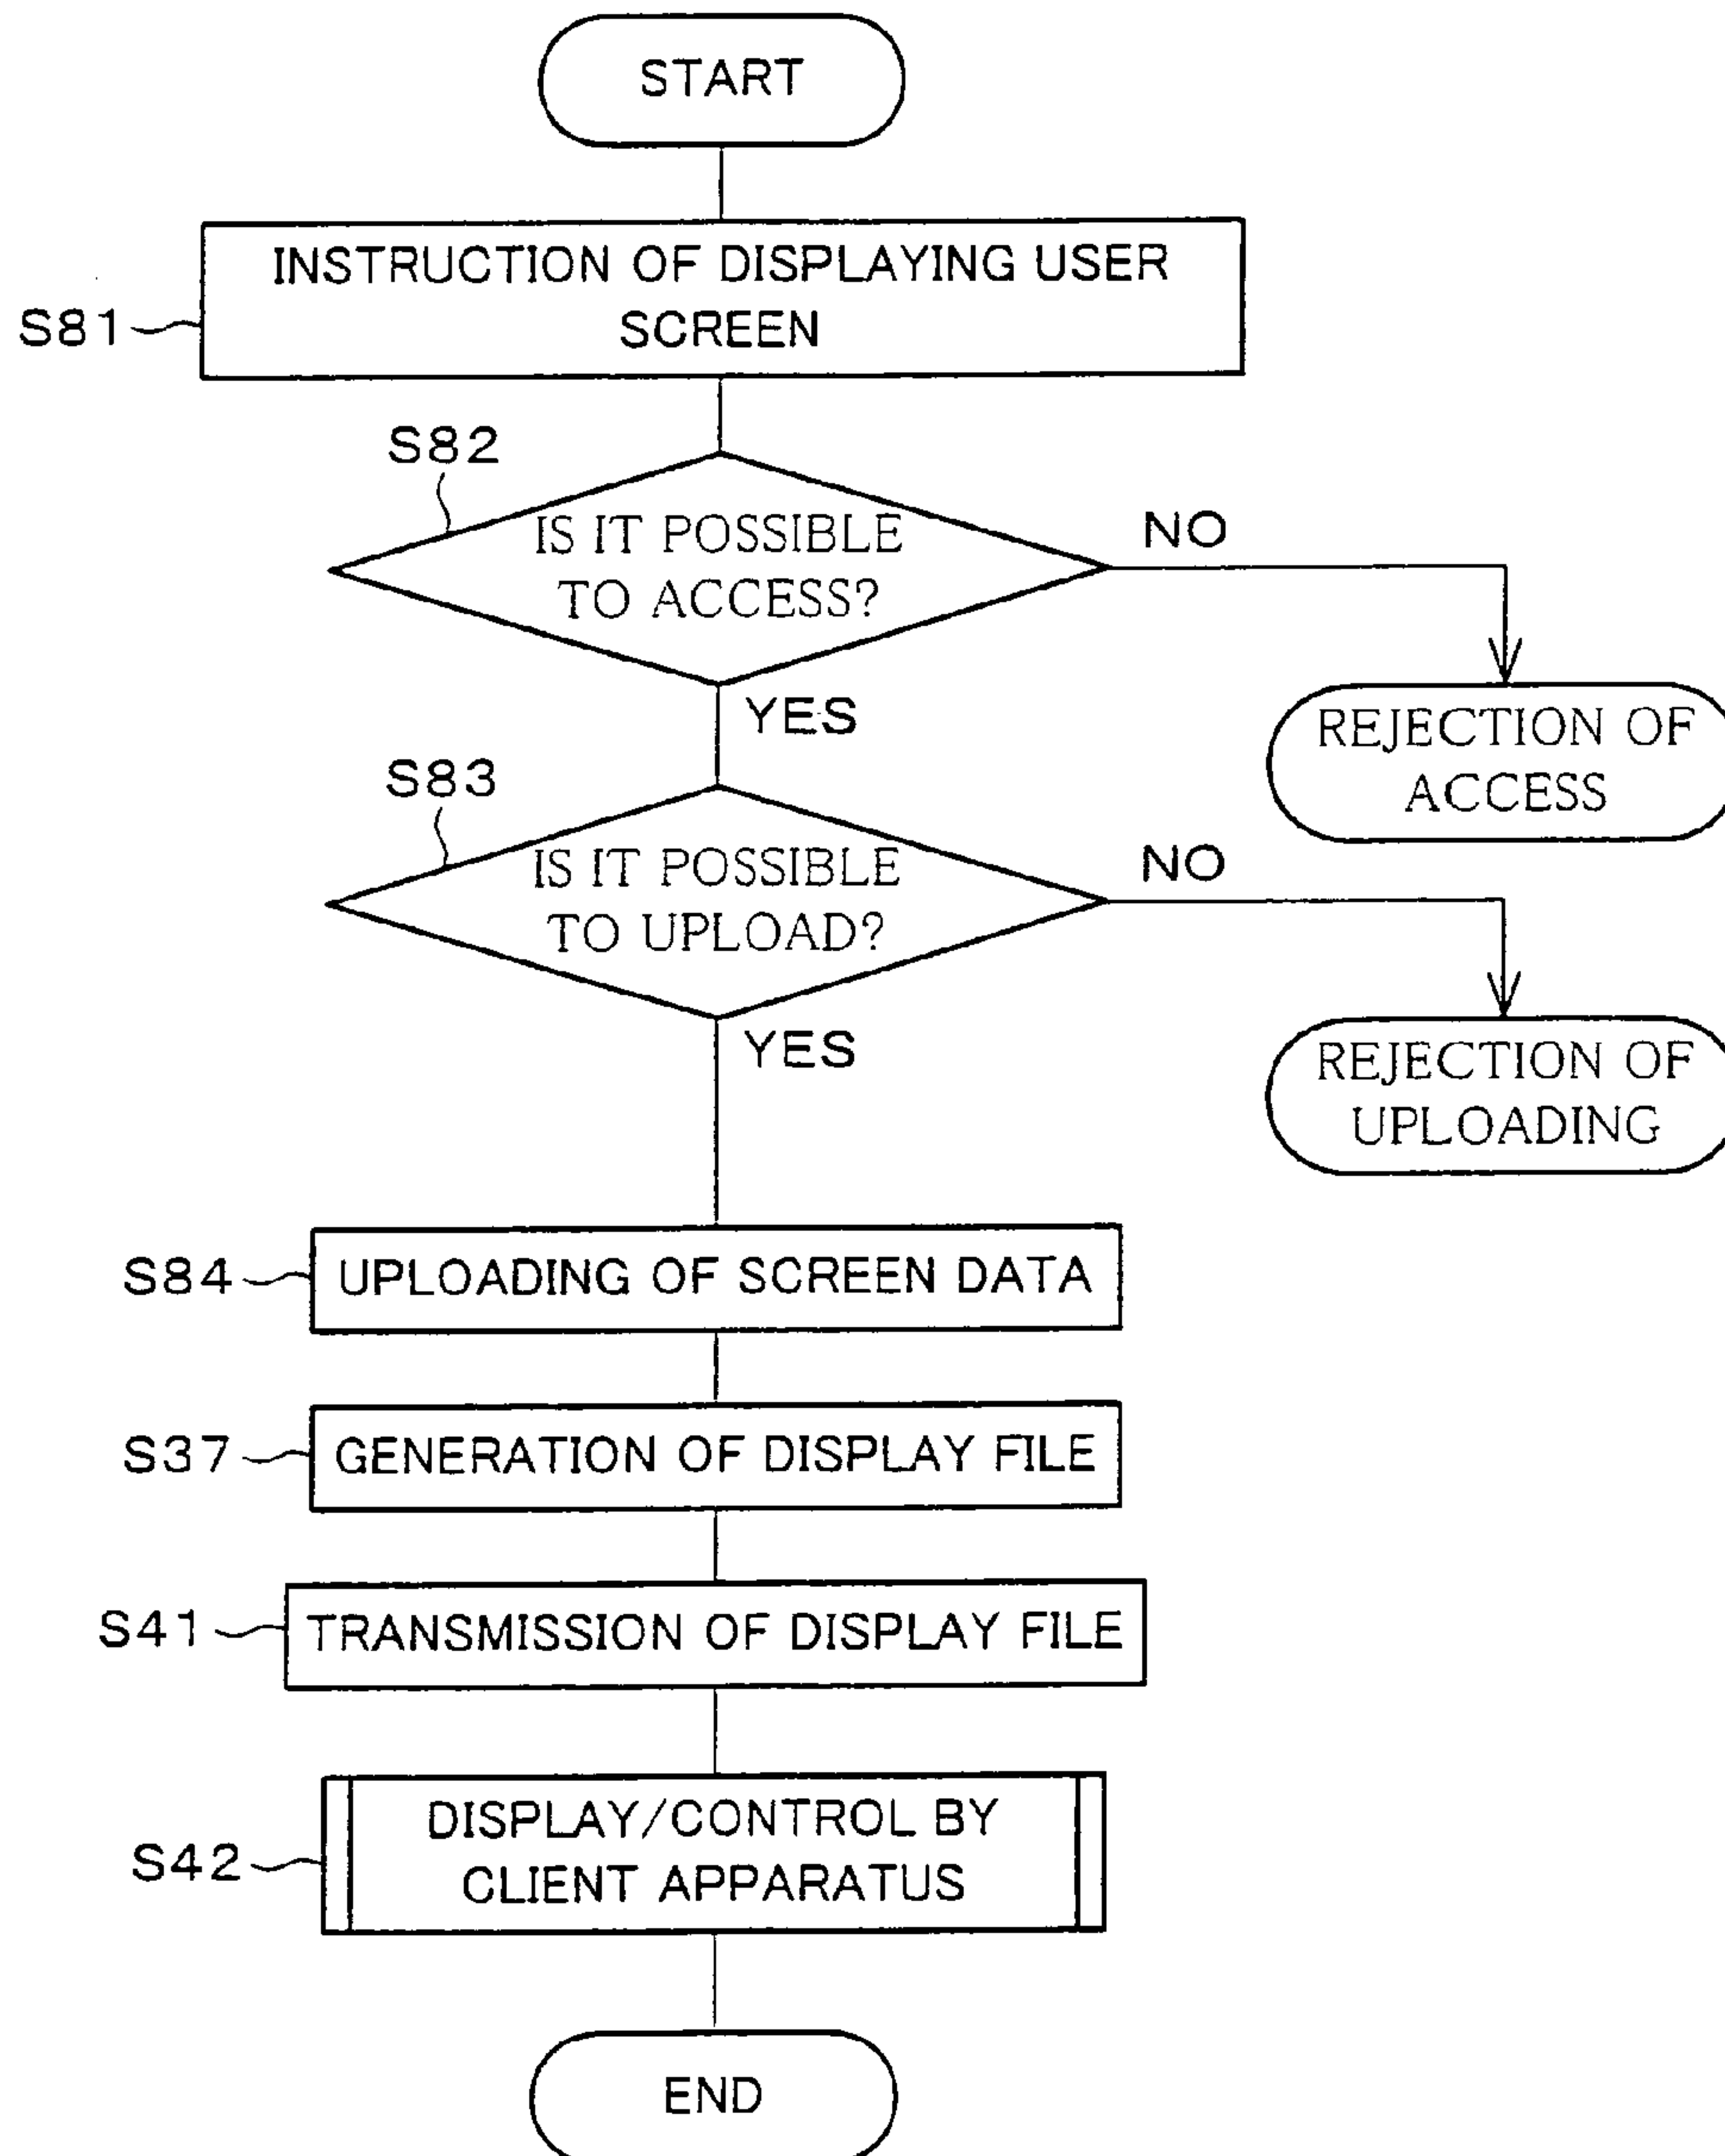 START
INSTRUCTION OF DISPLAYING USER
SCREEN
S81
S82
IS IT POSSIBLE
TO ACCESS?
NO
YES
REJECTION OF
ACCESS
S83
IS IT POSSIBLE
TO UPLOAD?
NO
YES
REJECTION OF
UPLOADING
S84
UPLOADING OF SCREEN DATA
S37
GENERATION OF DISPLAY FILE
S41
TRANSMISSION OF DISPLAY FILE
S42
DISPLAY/CONTROL BY
CLIENT APPARATUS
END